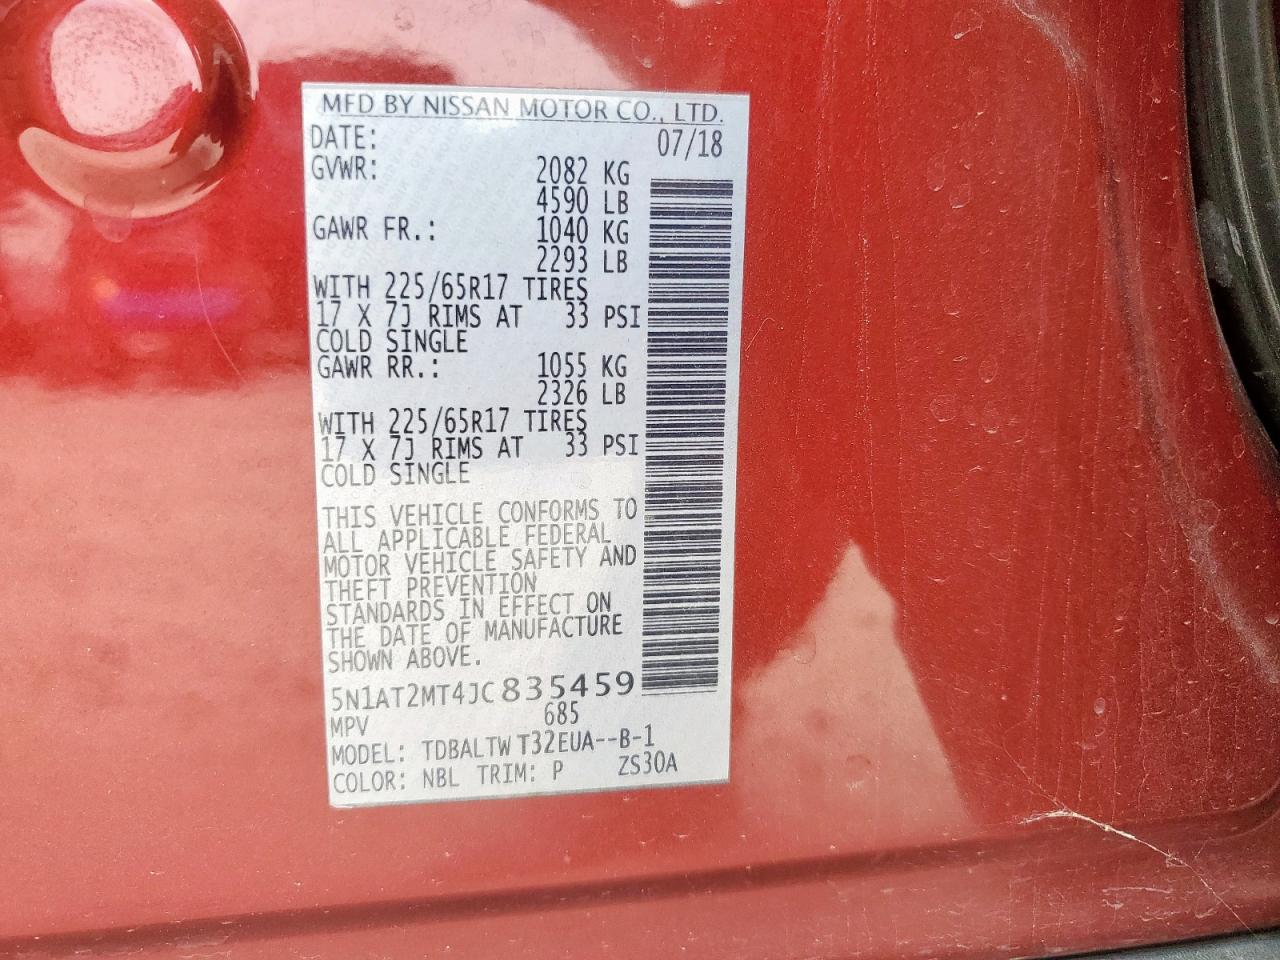 MFD BY NISSAN MOTOR CO., LTD.
DATE: 07/18
GVWR: 2082 KG
4590 LB
GAWR FR.: 1040 KG
2293 LB
WITH 225/65R17 TIRES
17 X 7J RIMS AT 33 PSI
COLD SINGLE
GAWR RR.: 1055 KG
2326 LB
WITH 225/65R17 TIRES
17 X 7J RIMS AT 33 PSI
COLD SINGLE
THIS VEHICLE CONFORMS TO
ALL APPLICABLE FEDERAL
MOTOR VEHICLE SAFETY AND
THEFT PREVENTION
STANDARDS IN EFFECT ON
THE DATE OF MANUFACTURE
SHOWN ABOVE.
5N1AT2MT4JC835459
MPV 685
MODEL: TDBALTW T32EUA--B-1
COLOR: NBL TRIM: P ZS30A